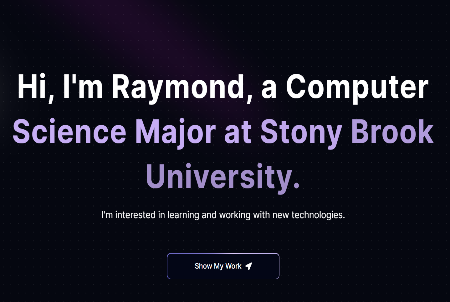 Hi, I'm Raymond, a Computer
Science Major at Stony Brook
University.
I'm interested in learning and working with new technologies.
Show My Work